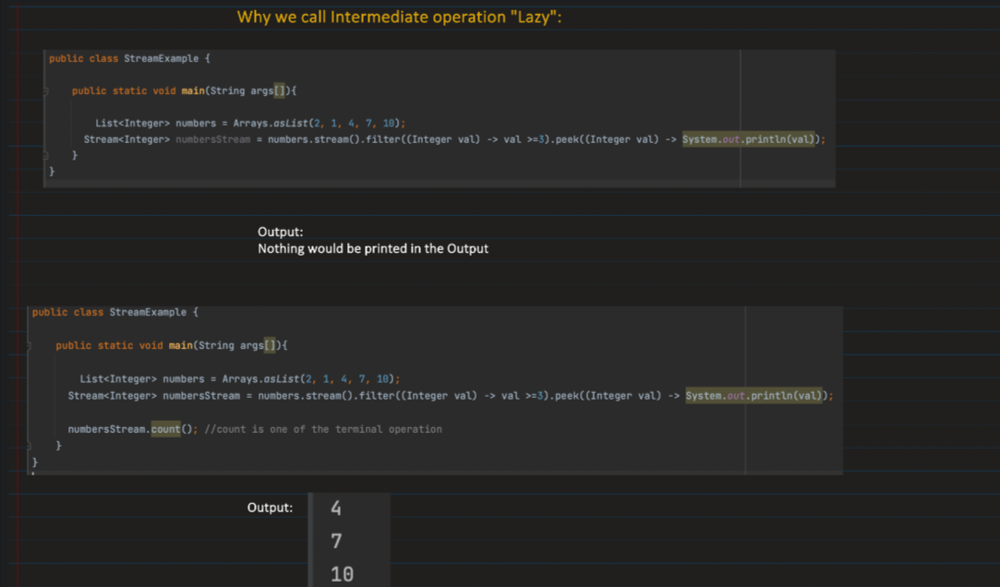 Why we call Intermediate operation "Lazy":
public class StreamExample {
public static void main(String args[]){
List<Integer> numbers = Arrays.asList(2, 1, 4, 7, 10);
Stream<Integer> numbersStream = numbers.stream().filter((Integer val) -> val >=3).peek((Integer val) -> System.out.println(val));
}
}
Output:
Nothing would be printed in the Output
public class StreamExample {
public static void main(String args[]){
List<Integer> numbers = Arrays.asList(2, 1, 4, 7, 10);
Stream<Integer> numbersStream = numbers.stream().filter((Integer val) -> val >=3).peek((Integer val) -> System.out.println(val));
numbersStream.count(); //count is one of the terminal operation
}
}
Output:
4
7
10